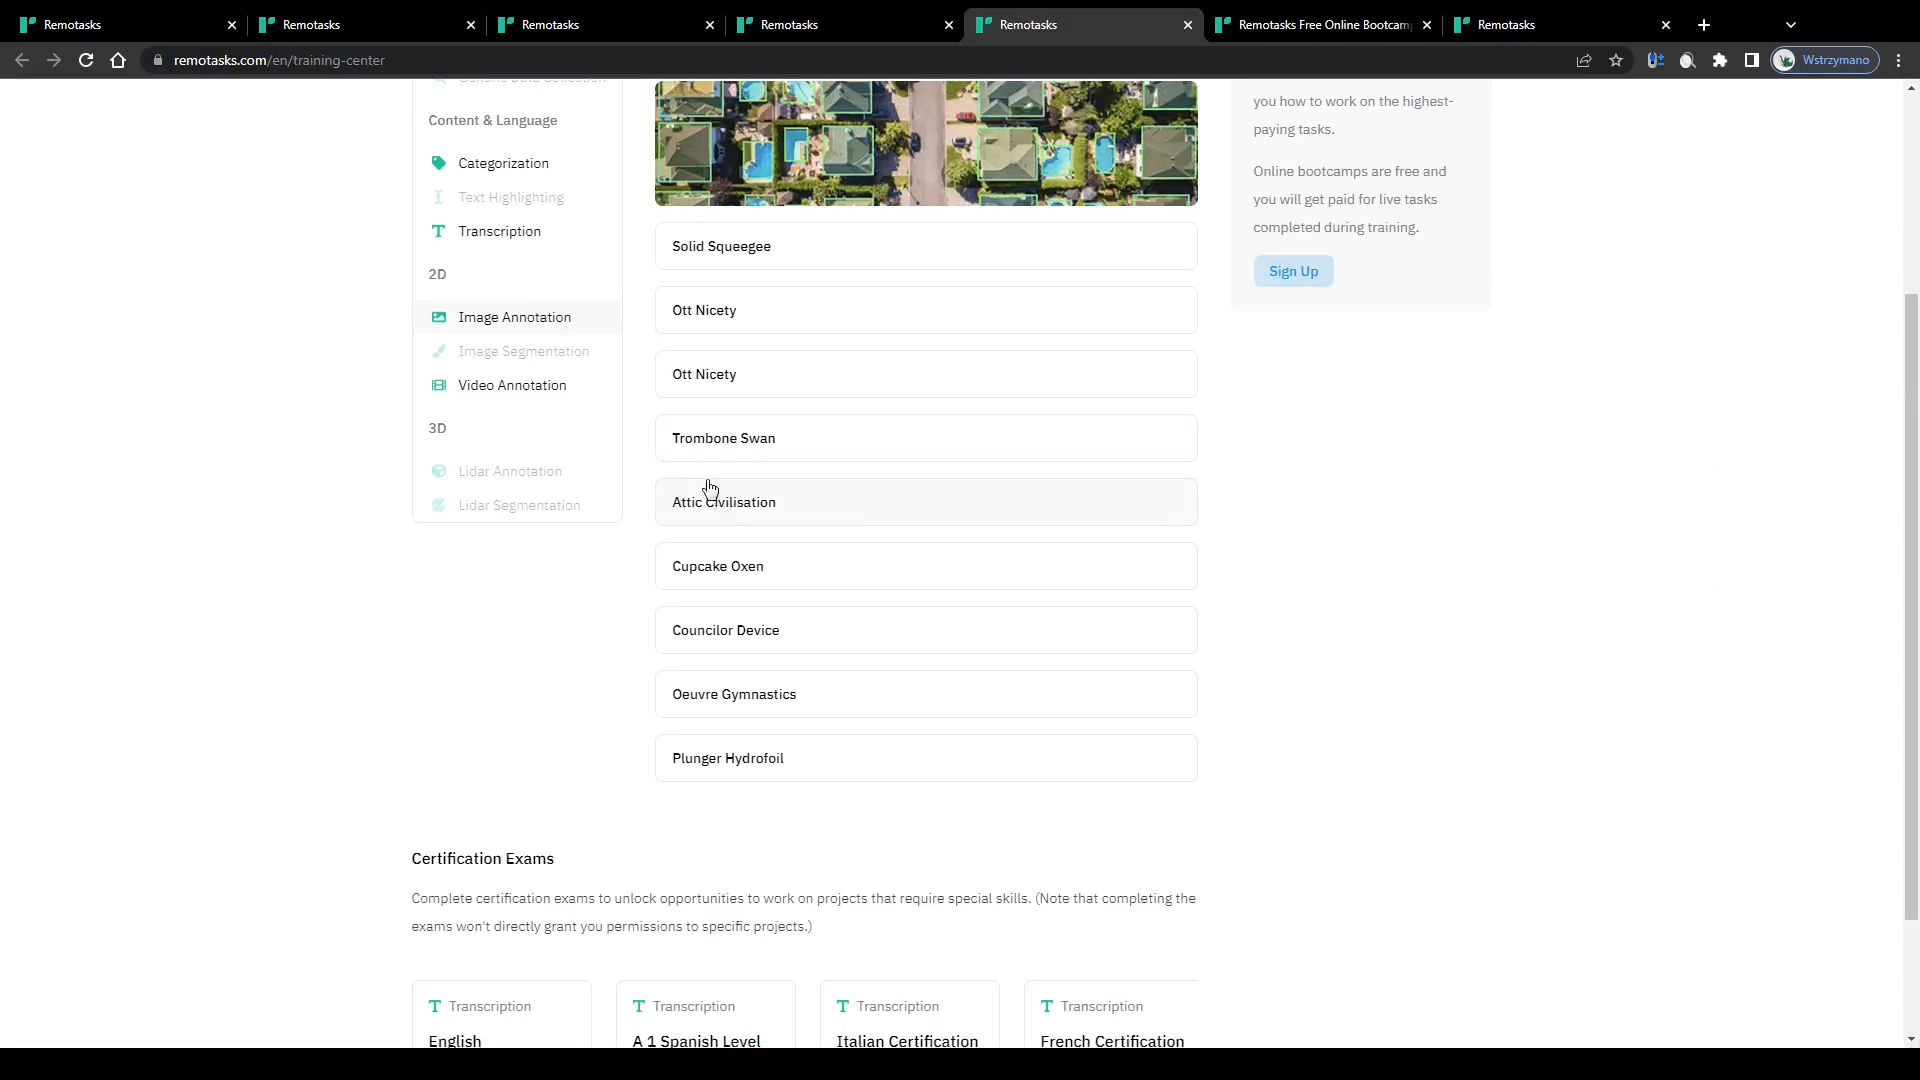 Remotasks
Remotasks
Remotasks
Remotasks
Remotasks
Remotasks Free Online Bootcam
Remotasks
remotasks.com/en/training-center
Wstrzymano
Generic Data Collection
Content & Language
Categorization
Text Highlighting
Transcription
2D
Image Annotation
Image Segmentation
Video Annotation
3D
Lidar Annotation
Lidar Segmentation
Solid Squeegee
Ott Nicety
Ott Nicety
Trombone Swan
Attic Civilisation
Cupcake Oxen
Councilor Device
Oeuvre Gymnastics
Plunger Hydrofoil
you how to work on the highest-
paying tasks.
Online bootcamps are free and
you will get paid for live tasks
completed during training.
Sign Up
Certification Exams
Complete certification exams to unlock opportunities to work on projects that require special skills. (Note that completing the
exams won't directly grant you permissions to specific projects.)
Transcription
English
Transcription
A 1 Spanish Level
Transcription
Italian Certification
Transcription
French Certification